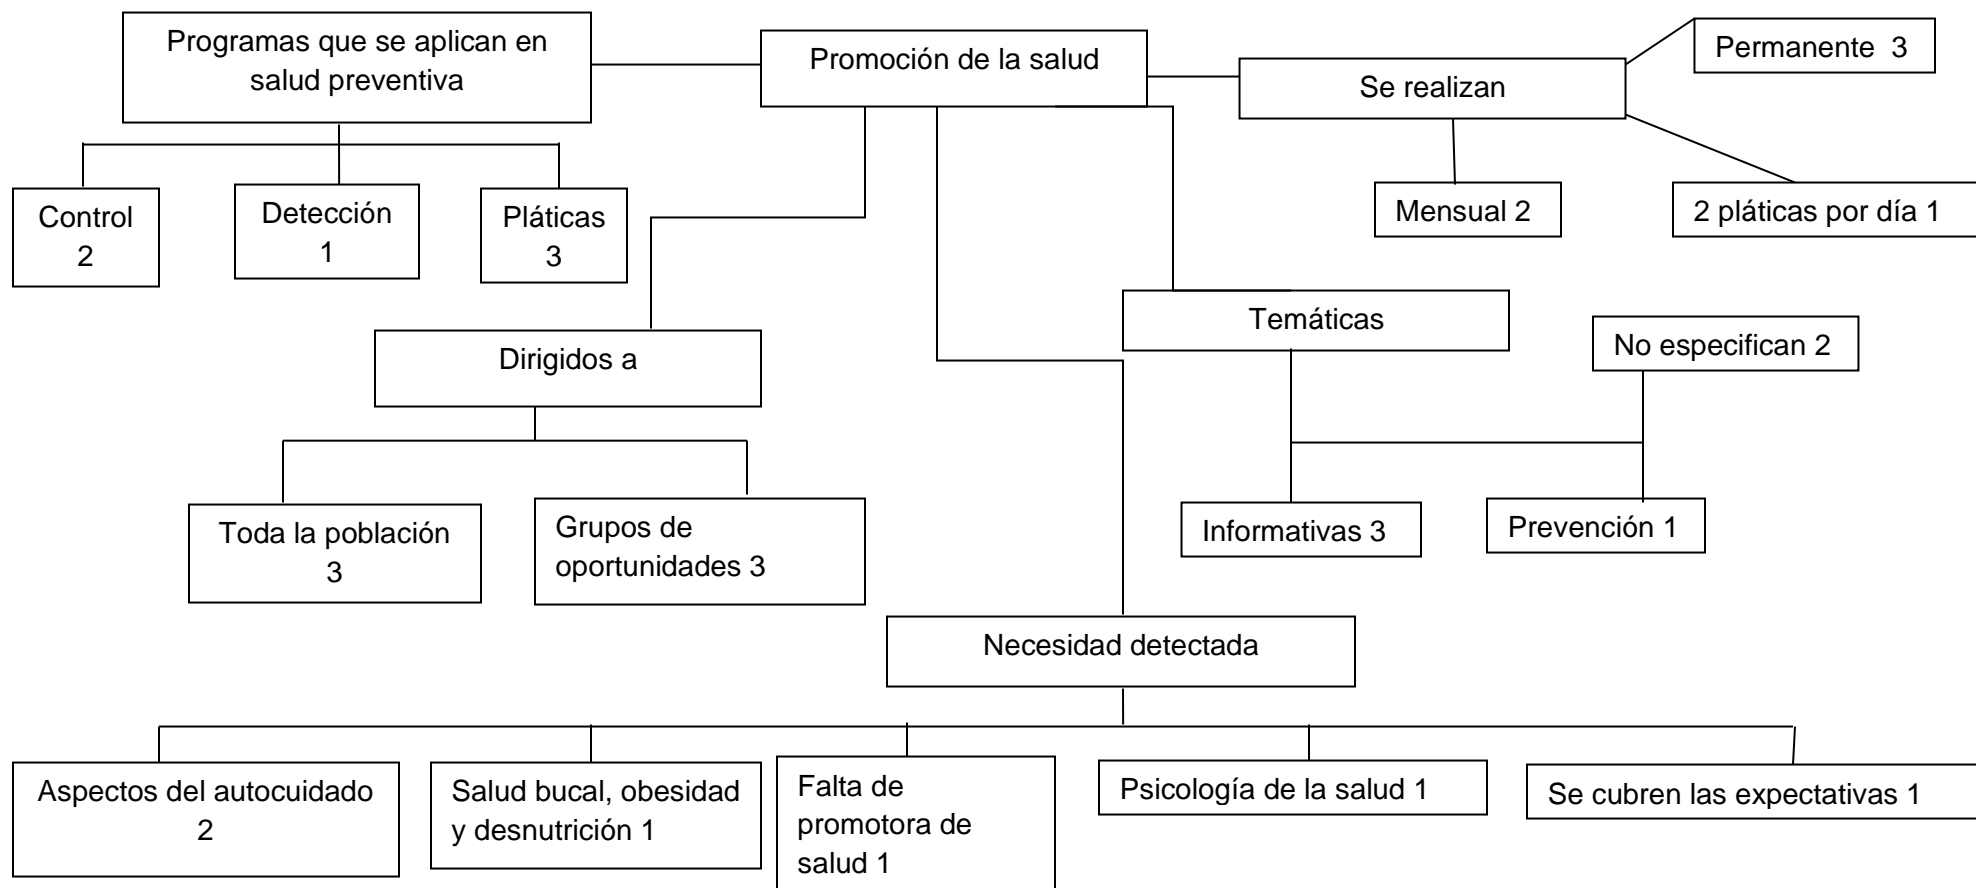 Programas que se aplican en
salud preventiva
Promoción de la salud
Se realizan
Permanente 3
Control
2
Detección
1
Pláticas
3
Mensual 2
2 pláticas por día 1
Dirigidos a
Temáticas
No especifican 2
Toda la población
3
Grupos de
oportunidades 3
Informativas 3
Prevención 1
Necesidad detectada
Aspectos del autocuidado
2
Salud bucal, obesidad
y desnutrición 1
Falta de
promotora de
salud 1
Psicología de la salud 1
Se cubren las expectativas 1